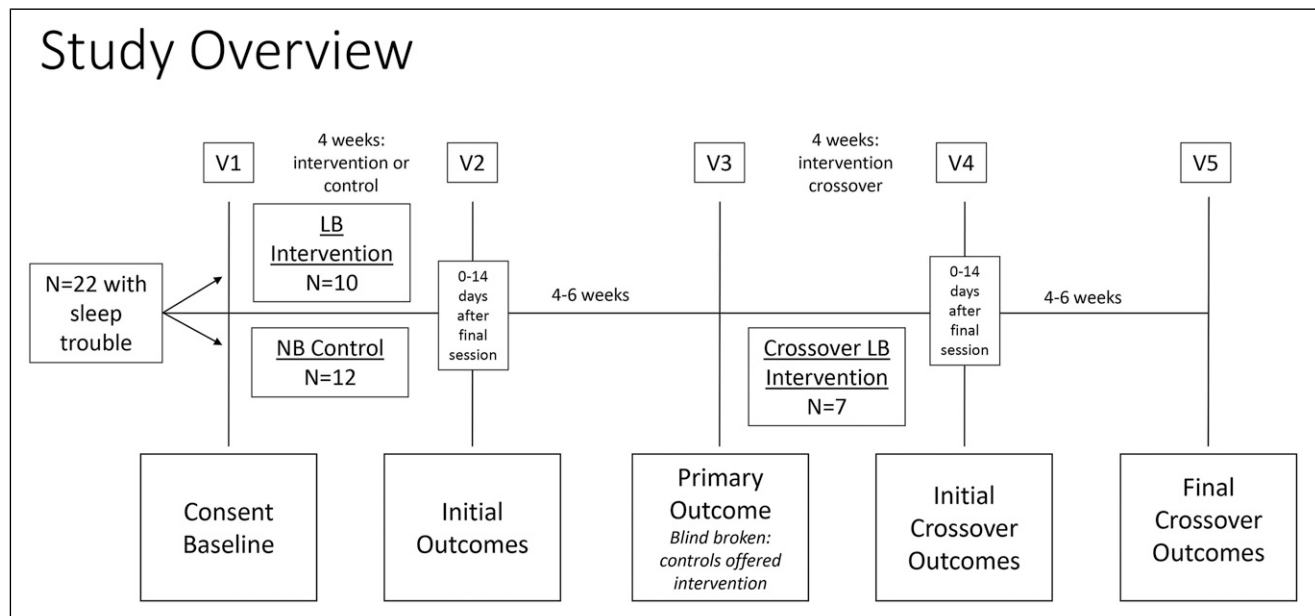 Study Overview
V1
4 weeks:
intervention or
control
V2
V3
4 weeks:
intervention
crossover
V4
V5
LB
Intervention
N=10
N=22 with
sleep
trouble
0-14
days
after
final
session
4-6 weeks
0-14
days
after
final
session
4-6 weeks
NB Control
N=12
Crossover LB
Intervention
N=7
Consent
Baseline
Initial
Outcomes
Primary
Outcome
Blind broken:
controls offered
intervention
Initial
Crossover
Outcomes
Final
Crossover
Outcomes